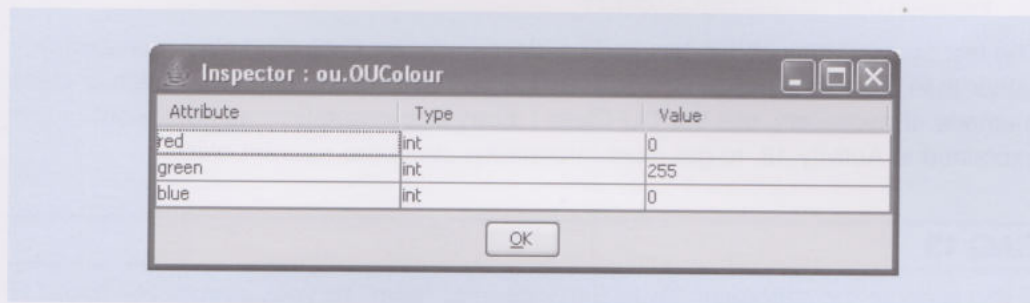 Inspector : ou.OUColour
Attribute Type Value
red int 0
green int 255
blue int 0
OK